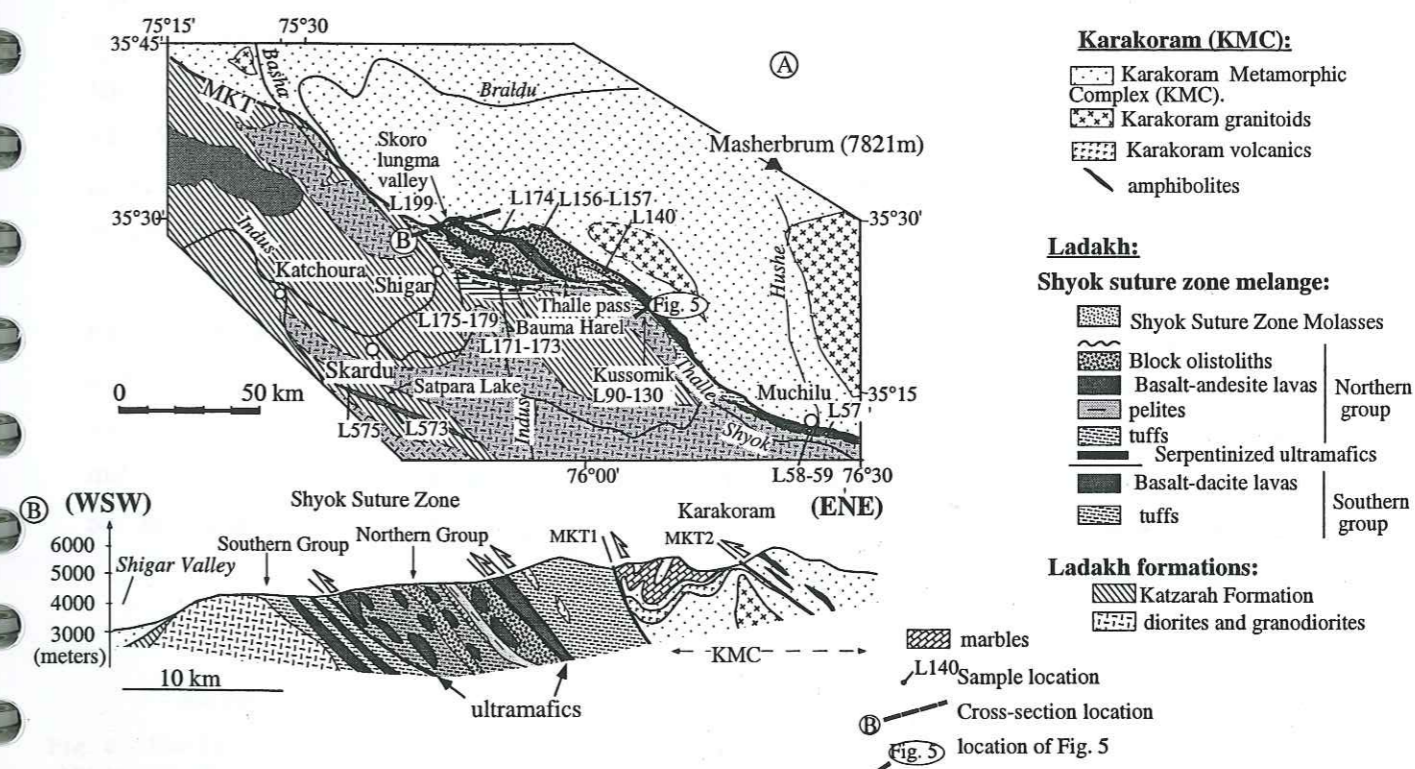 75°15'
75°30
35°45'
A
Karakoram (KMC):
Karakoram Metamorphic
Complex (KMC).
Karakoram granitoids
Karakoram volcanics
amphibolites
Basha
MKT
Braldu
Masherbrum (7821m)
Skoro
lungma
valley
L199
L174
L156-L157
L140
35°30'
35°30'
B
Indus
Katchoura
Shigar
Hushe
Thalle pass
Fig. 5
L175-179
Bauma Harel
L171-173
Skardu
Satpara Lake
Kussomik
L90-130
Thalle
Muchilu
35°15
0
50 km
L575
L573
Indus
Shyok
L57
76°00'
L58-59
76°30
Ladakh:
Shyok suture zone melange:
Shyok Suture Zone Molasses
Block olistoliths
Basalt-andesite lavas
pelites
tuffs
Northern
group
Serpentinized ultramafics
Basalt-dacite lavas
tuffs
Southern
group
Ladakh formations:
Katzarah Formation
diorites and granodiorites
B
(WSW)
Shyok Suture Zone
Karakoram
(ENE)
6000
5000
4000
3000
(meters)
Shigar Valley
Southern Group
Northern Group
MKT1
MKT2
KMC
10 km
ultramafics
marbles
L140
Sample location
B
Cross-section location
Fig. 5
location of Fig. 5